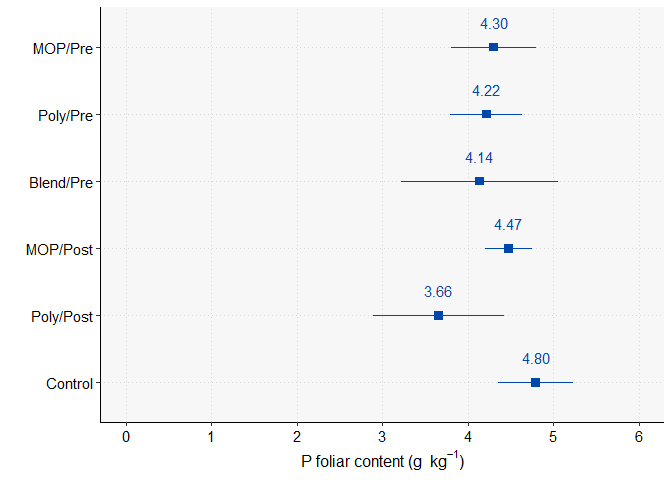 4.30
MOP/Pre
4.22
Poly/Pre
4.14
Blend/Pre
4.47
MOP/Post
3.66
Poly/Post
4.80
Control
0 1 2 3 4 5 6
P foliar content (g kg⁻¹)